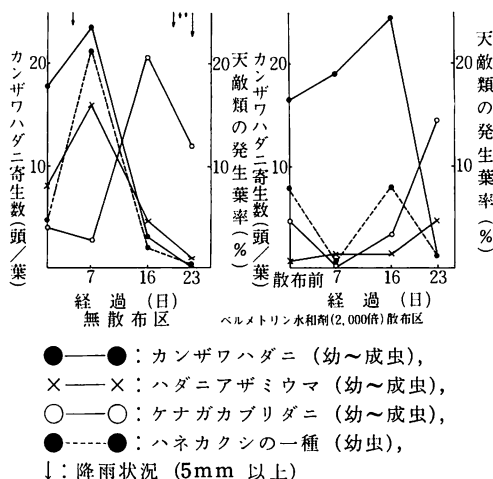 20
10
カンザワハダニ寄生数(頭/葉)
20
10
天敵類の発生葉率(%)
7
16
23
経過(日)
無散布区
20
10
カンザワハダニ寄生数(頭/葉)
20
10
天敵類の発生葉率(%)
散布前
7
16
23
経過(日)
ペルメトリン水和剤(2,000倍)散布区
●——●:カンザワハダニ(幼~成虫),
×——×:ハダニアザミウマ(幼~成虫),
○——○:ケナガカブリダニ(幼~成虫),
●-----●:ハネカクシの一種(幼虫),
↓:降雨状況(5mm以上)